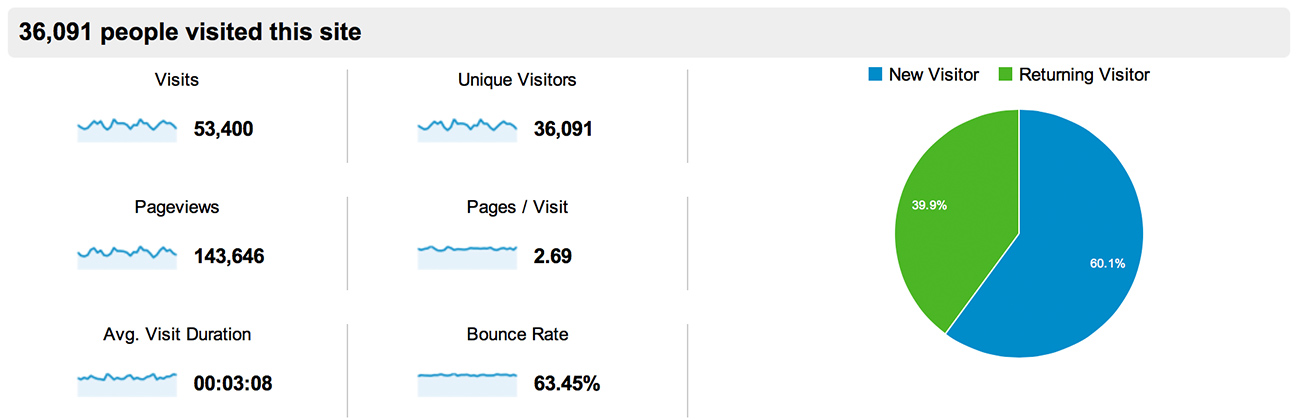 36,091 people visited this site
Visits
53,400
Unique Visitors
36,091
Pageviews
143,646
Pages / Visit
2.69
Avg. Visit Duration
00:03:08
Bounce Rate
63.45%
New Visitor
Returning Visitor
39.9%
60.1%